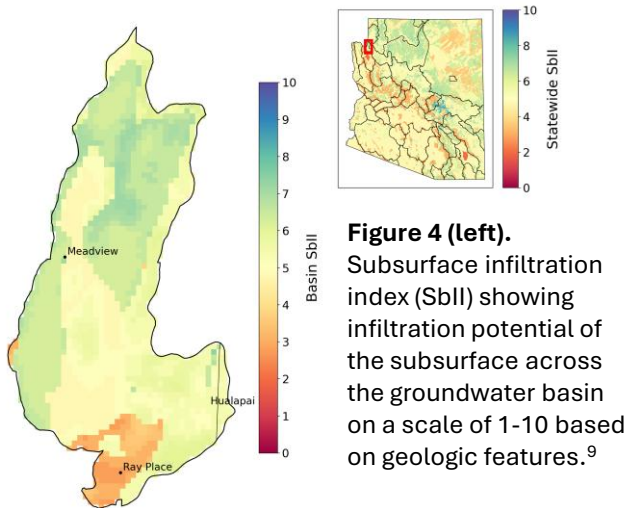 Meadview
Hualapai
Ray Place
10
9
8
7
6
5
4
3
2
1
0
Basin SbII
10
8
6
4
2
0
Statewide SbII
Figure 4 (left).
Subsurface infiltration
index (SbII) showing
infiltration potential of
the subsurface across
the groundwater basin
on a scale of 1-10 based
on geologic features.⁹